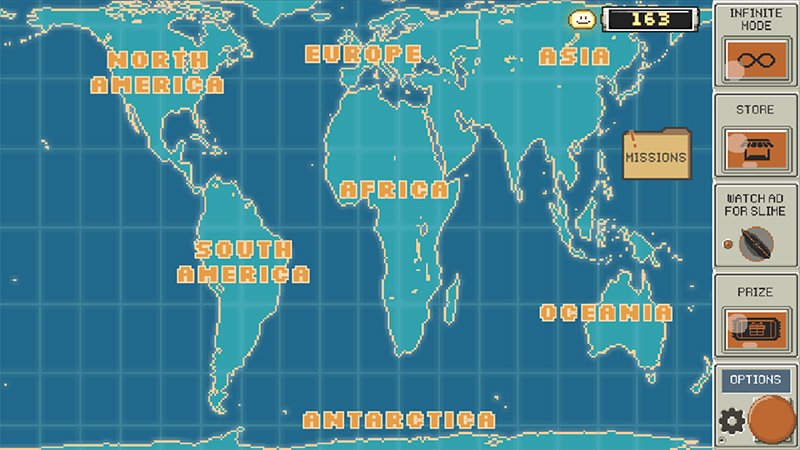 163
INFINITE
MODE
NORTH
AMERICA
EUROPE
ASIA
STORE
MISSIONS
AFRICA
WATCH AD
FOR SLIME
SOUTH
AMERICA
PRIZE
OCEANIA
OPTIONS
ANTARCTICA